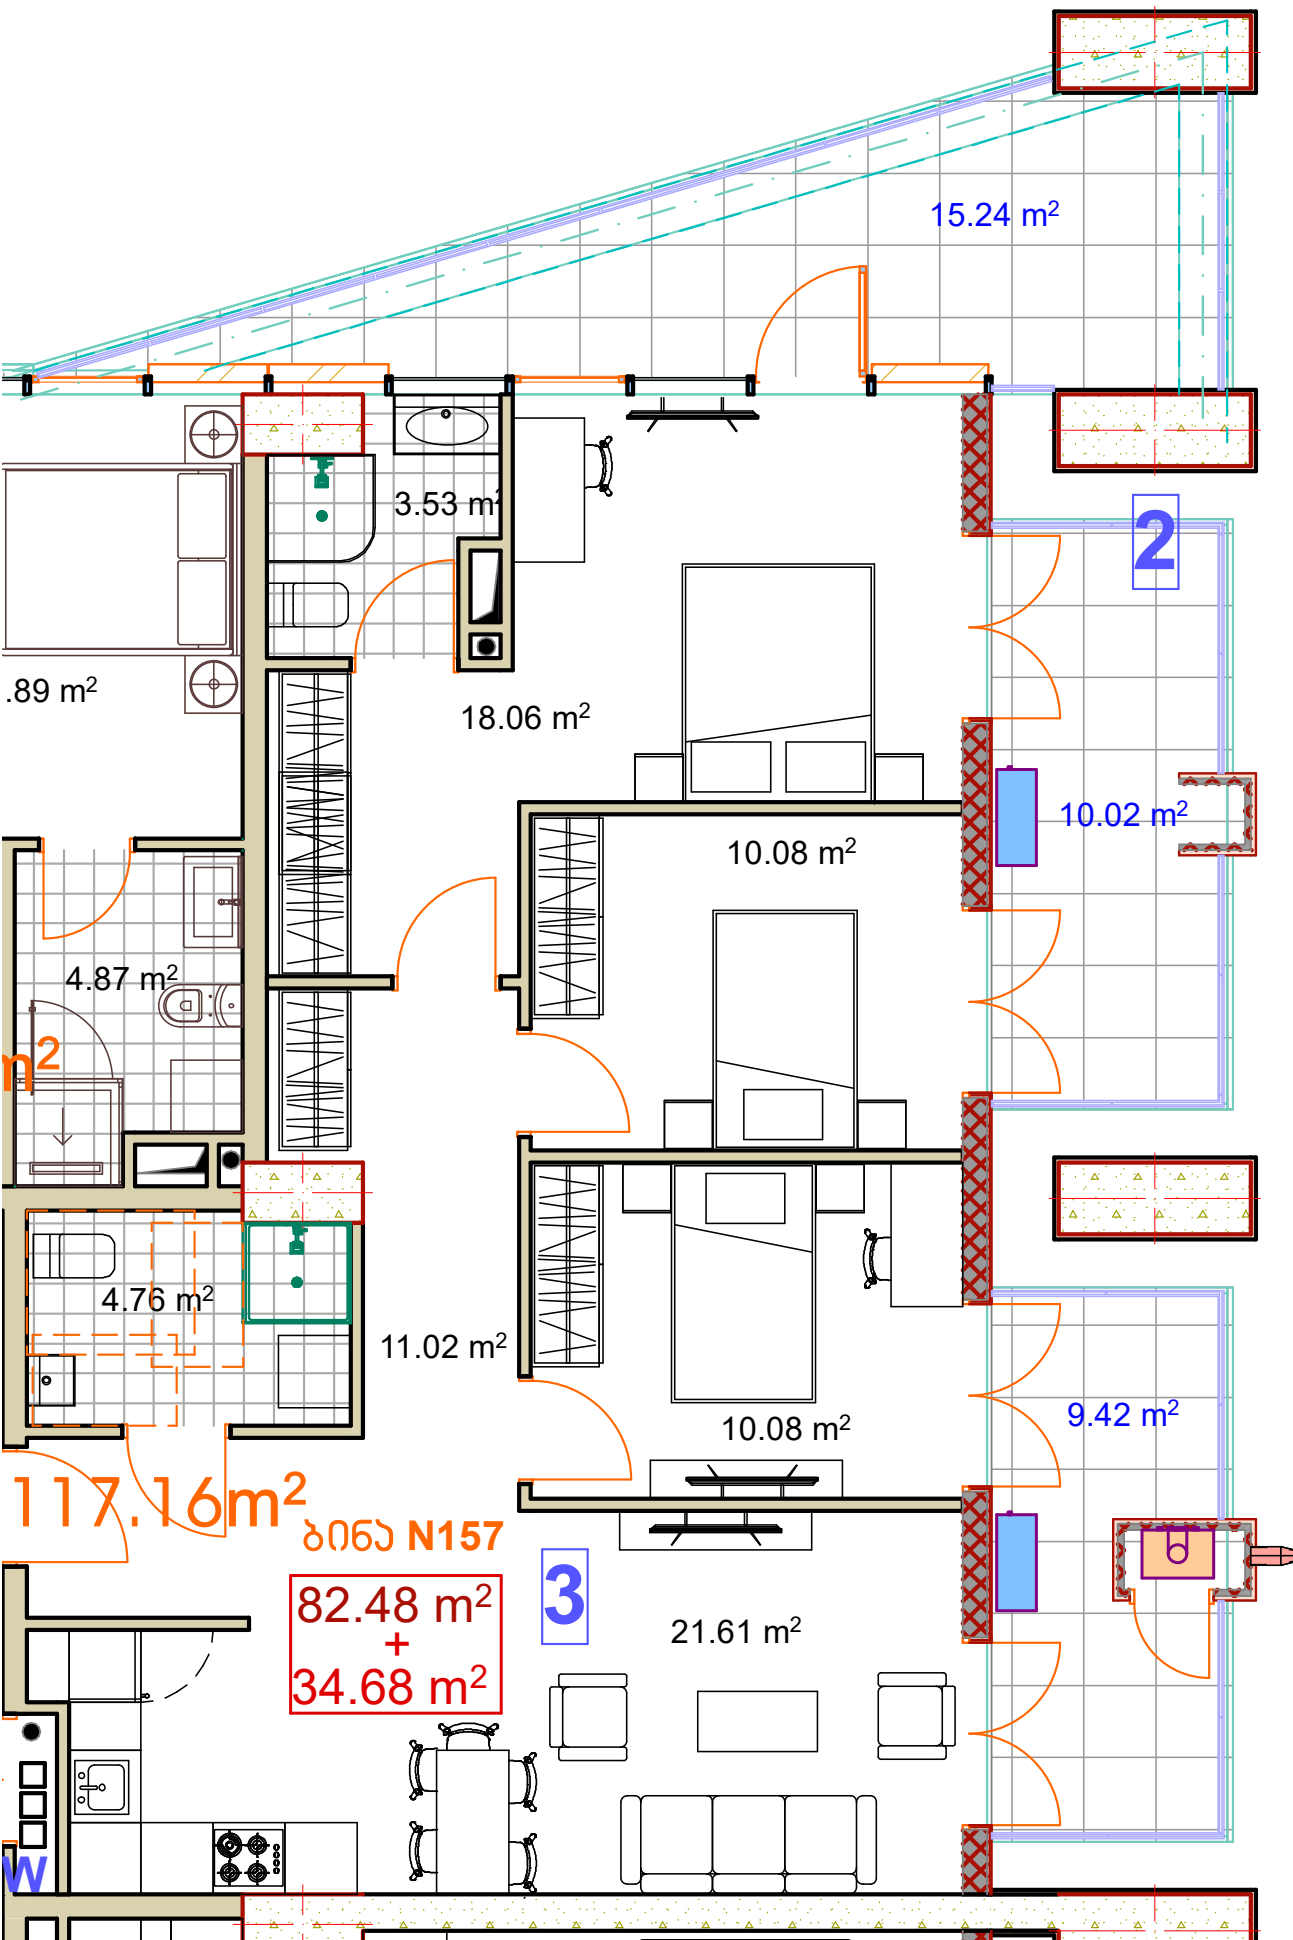 15.24 m²
2
3.53 m²
.89 m²
18.06 m²
10.02 m²
10.08 m²
4.87 m²
m²
4.76 m²
11.02 m²
9.42 m²
10.08 m²
117.16m²
ბინა N157
82.48 m²
+
34.68 m²
3
21.61 m²
W